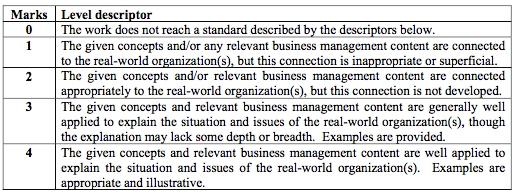 Marks Level descriptor
0 The work does not reach a standard described by the descriptors below.
1 The given concepts and/or any relevant business management content are connected
to the real-world organization(s), but this connection is inappropriate or superficial.
2 The given concepts and/or relevant business management content are connected
appropriately to the real-world organization(s), but this connection is not developed.
3 The given concepts and relevant business management content are generally well
applied to explain the situation and issues of the real-world organization(s), though
the explanation may lack some depth or breadth. Examples are provided.
4 The given concepts and relevant business management content are well applied to
explain the situation and issues of the real-world organization(s). Examples are
appropriate and illustrative.